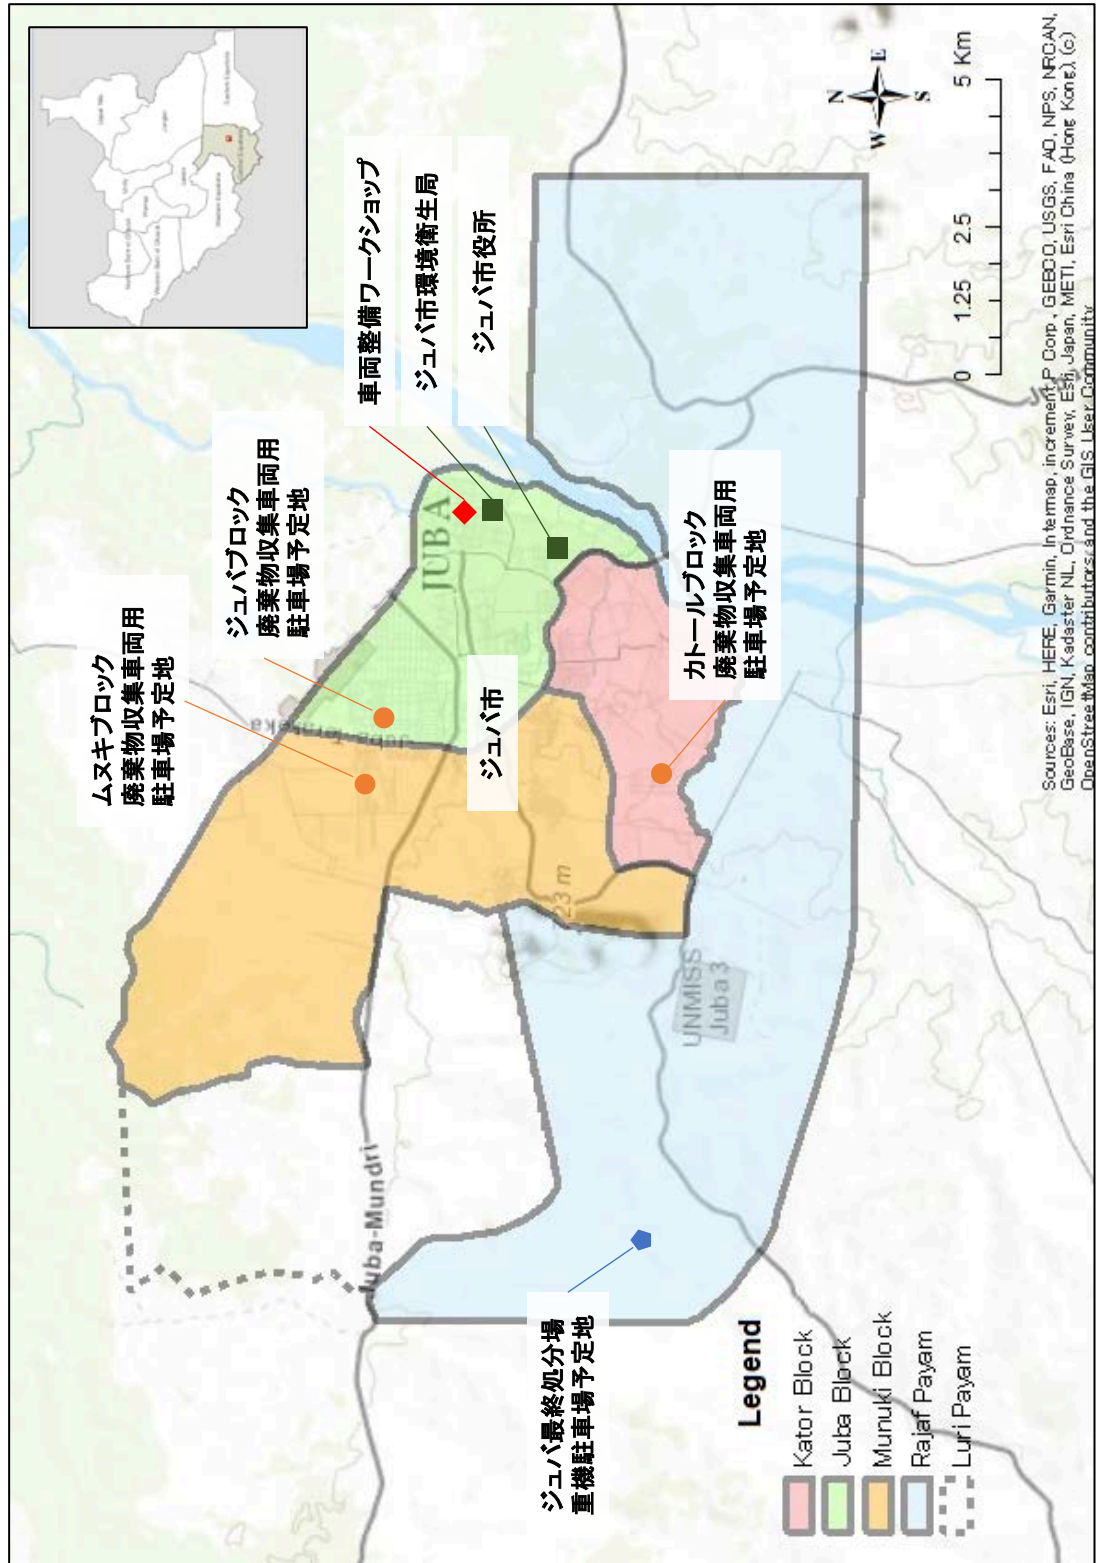 ムヌキブロック
廃棄物収集車両用
駐車場予定地
ジュバブロック
廃棄物収集車両用
駐車場予定地
車両整備ワークショップ
ジュバ市環境衛生局
ジュバ市役所
JUBA
ジュバ市
カトールブロック
廃棄物収集車両用
駐車場予定地
23 m
UNMISS
Juba 3
Juba-Mundri
ジュバ最終処分場
重機駐車場予定地
Legend
Kator Block
Juba Block
Munuki Block
Rajaf Payam
Luri Payam
N
E
S
W
0 1.25 2.5 5 Km
Sources: Esri, HERE, Garmin, Intermap, increment P Corp., GEBCO, USGS, FAO, NPS, NRCAN,
GeoBase, IGN, Kadaster NL, Ordnance Survey, Esri Japan, METI, Esri China (Hong Kong), (c)
OpenStreetMap contributors, and the GIS User Community